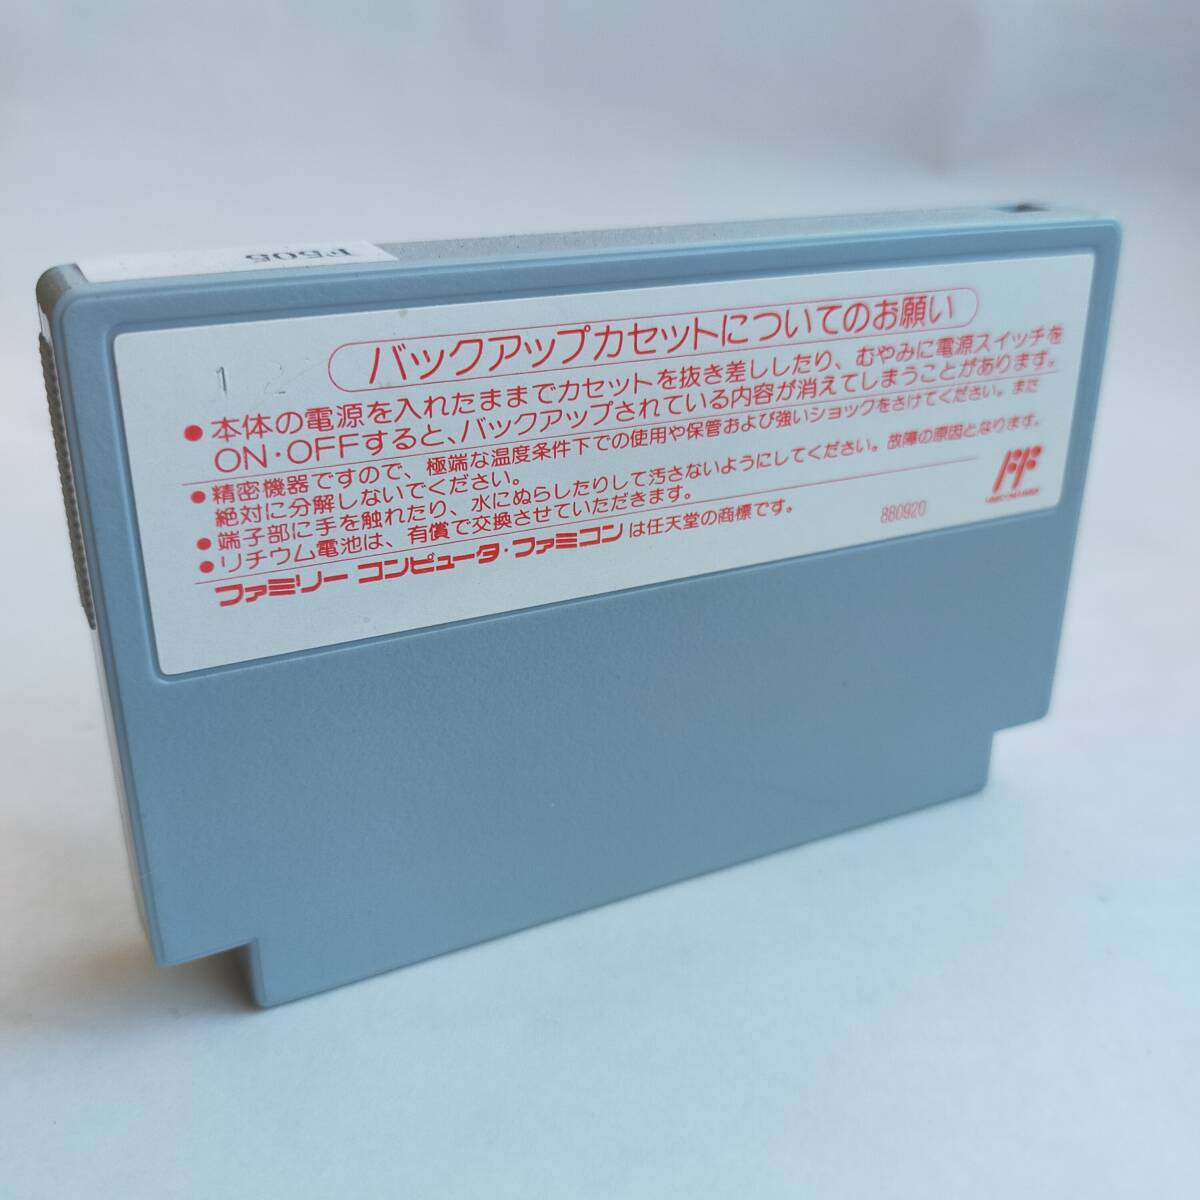 F505
1 2
バックアップカセットについてのお願い
● 本体の電源を入れたままでカセットを抜き差ししたり、むやみに電源スイッチを
ON・OFFすると、バックアップされている内容が消えてしまうことがあります。
● 精密機器ですので、極端な温度条件下での使用や保管および強いショックをさけてください。また
絶対に分解しないでください。
● 端子部に手を触れたり、水にぬらしたりして汚さないようにしてください。故障の原因となります。
● リチウム電池は、有償で交換させていただきます。
ファミリー コンピュータ・ファミコンは任天堂の商標です。
880920